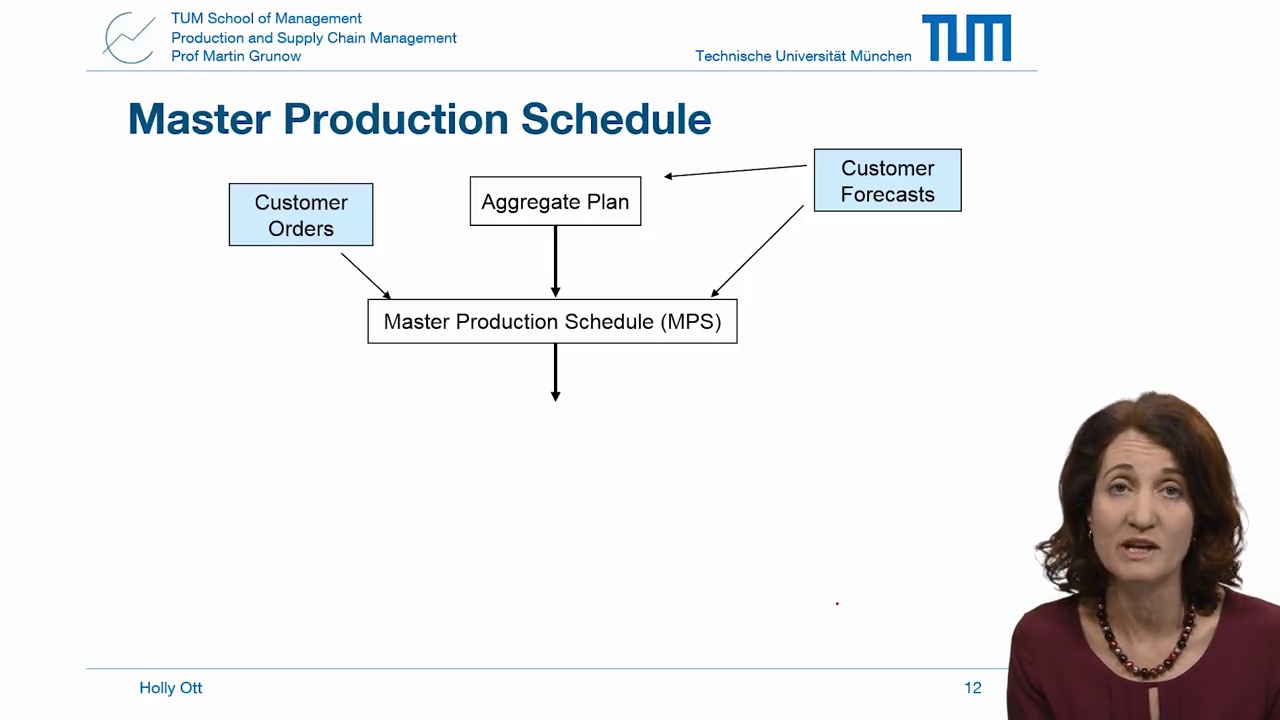 TUM School of Management
Production and Supply Chain Management
Prof Martin Grunow
Technische Universität München
TUM
Master Production Schedule
Customer
Orders
Aggregate Plan
Customer
Forecasts
Master Production Schedule (MPS)
Holly Ott
12